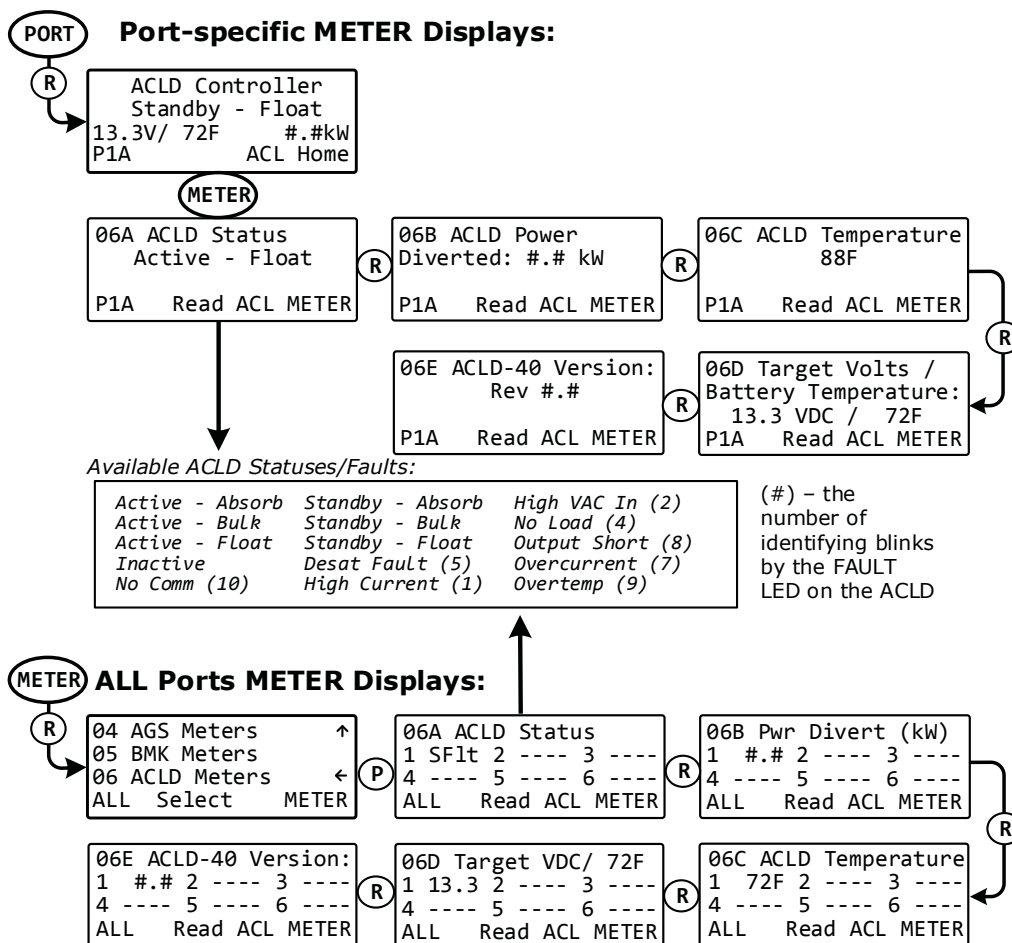 PORT
Port-specific METER Displays:
R
ACLD Controller
Standby - Float
13.3V/ 72F #.#kW
P1A ACL Home
METER
06A ACLD Status
Active - Float
P1A Read ACL METER
R
06B ACLD Power
Diverted: #.# kW
P1A Read ACL METER
R
06C ACLD Temperature
88F
P1A Read ACL METER
R
06E ACLD-40 Version:
Rev #.#
P1A Read ACL METER
R
06D Target Volts /
Battery Temperature:
13.3 VDC / 72F
P1A Read ACL METER
Available ACLD Statuses/Faults:
Active - Absorb Standby - Absorb High VAC In (2)
Active - Bulk Standby - Bulk No Load (4)
Active - Float Standby - Float Output Short (8)
Inactive Desat Fault (5) Overcurrent (7)
No Comm (10) High Current (1) Overtemp (9)
(#) – the
number of
identifying blinks
by the FAULT
LED on the ACLD
METER
ALL Ports METER Displays:
R
04 AGS Meters ↑
05 BMK Meters
06 ACLD Meters ←
ALL Select METER
P
06A ACLD Status
1 SFlt 2 ---- 3 ----
4 ---- 5 ---- 6 ----
ALL Read ACL METER
R
06B Pwr Divert (kW)
1 #.# 2 ---- 3 ----
4 ---- 5 ---- 6 ----
ALL Read ACL METER
R
06E ACLD-40 Version:
1 #.# 2 ---- 3 ----
4 ---- 5 ---- 6 ----
ALL Read ACL METER
R
06D Target VDC/ 72F
1 13.3 2 ---- 3 ----
4 ---- 5 ---- 6 ----
ALL Read ACL METER
R
06C ACLD Temperature
1 72F 2 ---- 3 ----
4 ---- 5 ---- 6 ----
ALL Read ACL METER